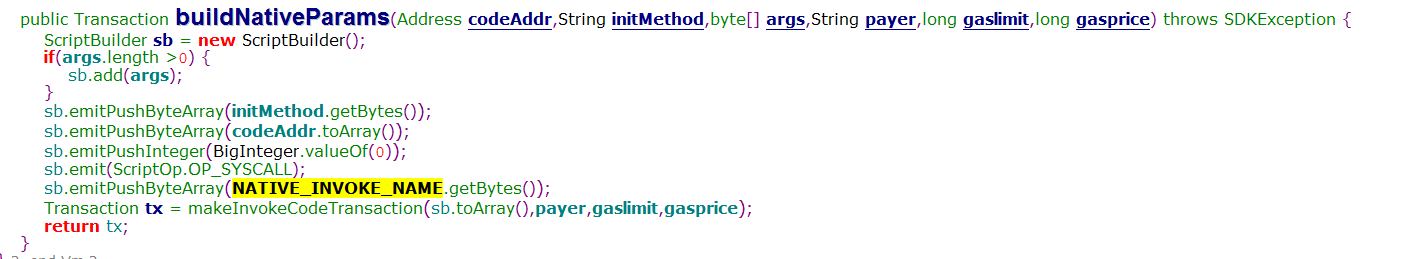 public Transaction buildNativeParams(Address codeAddr,String initMethod,byte[] args,String payer,long gaslimit,long gasprice) throws SDKException {
ScriptBuilder sb = new ScriptBuilder();
if(args.length >0) {
sb.add(args);
}
sb.emitPushByteArray(initMethod.getBytes());
sb.emitPushByteArray(codeAddr.toArray());
sb.emitPushInteger(BigInteger.valueOf(0));
sb.emit(ScriptOp.OP_SYSCALL);
sb.emitPushByteArray(NATIVE_INVOKE_NAME.getBytes());
Transaction tx = makeInvokeCodeTransaction(sb.toArray(),payer,gaslimit,gasprice);
return tx;
}